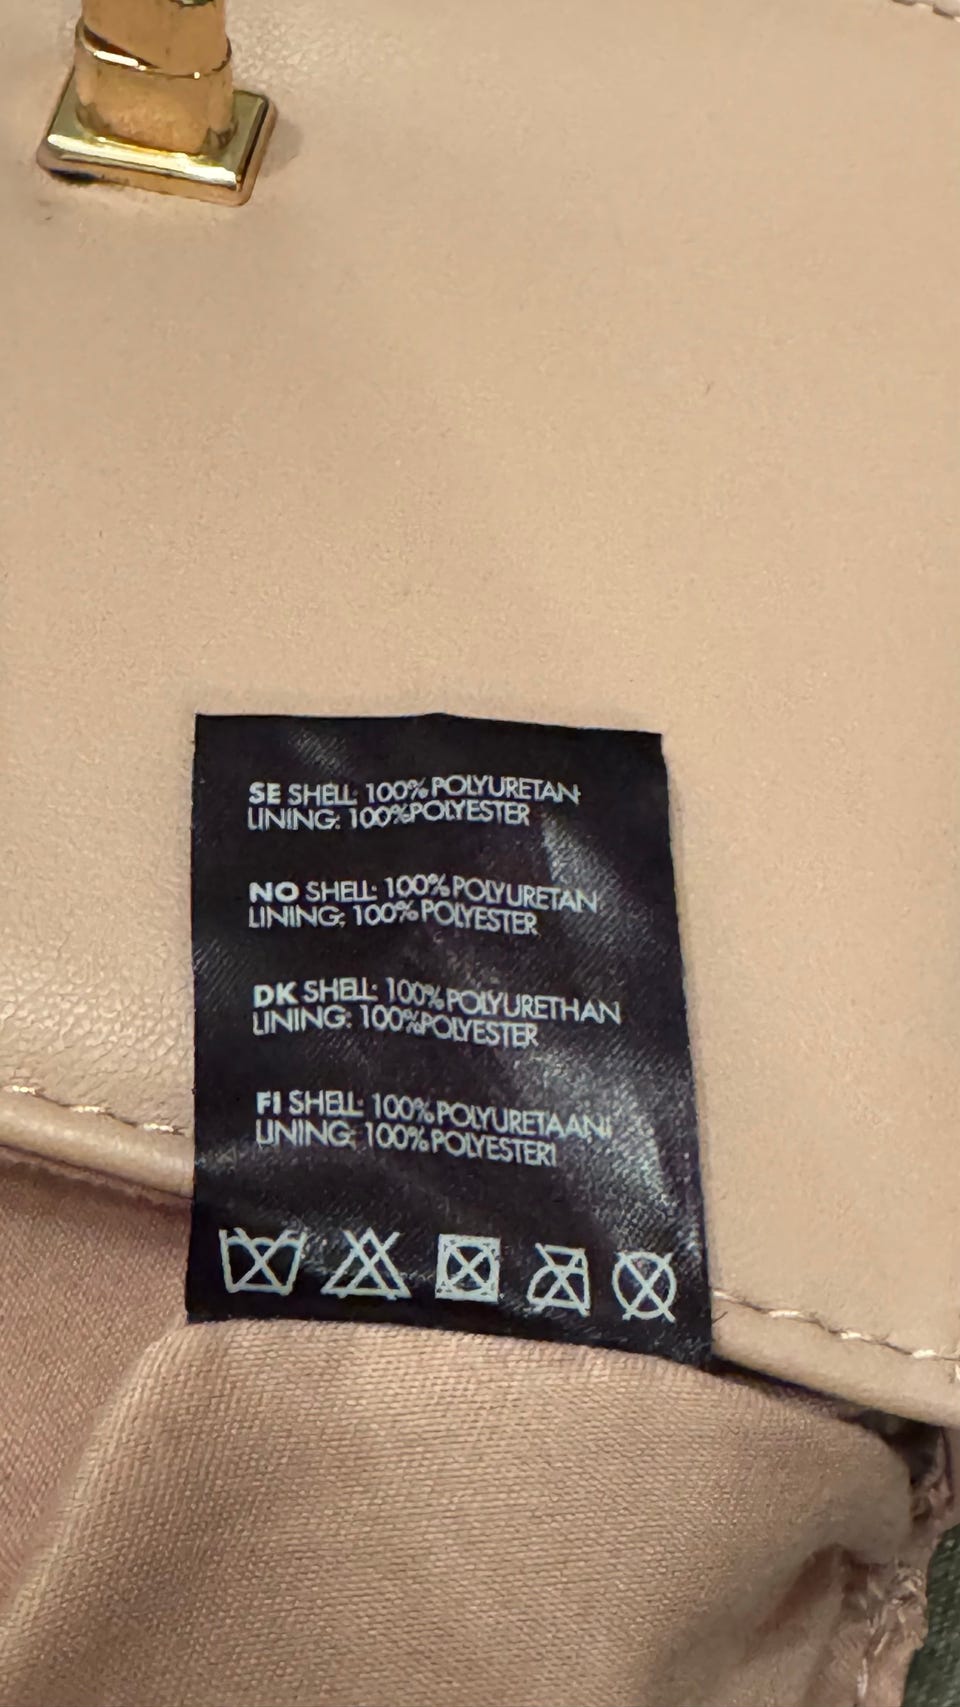 SE SHELL: 100% POLYURETAN
LINING: 100%POLYESTER
NO SHELL: 100% POLYURETAN
LINING: 100% POLYESTER
DK SHELL: 100% POLYURETHAN
LINING: 100%POLYESTER
FI SHELL: 100% POLYURETAANI
LINING: 100% POLYESTERI